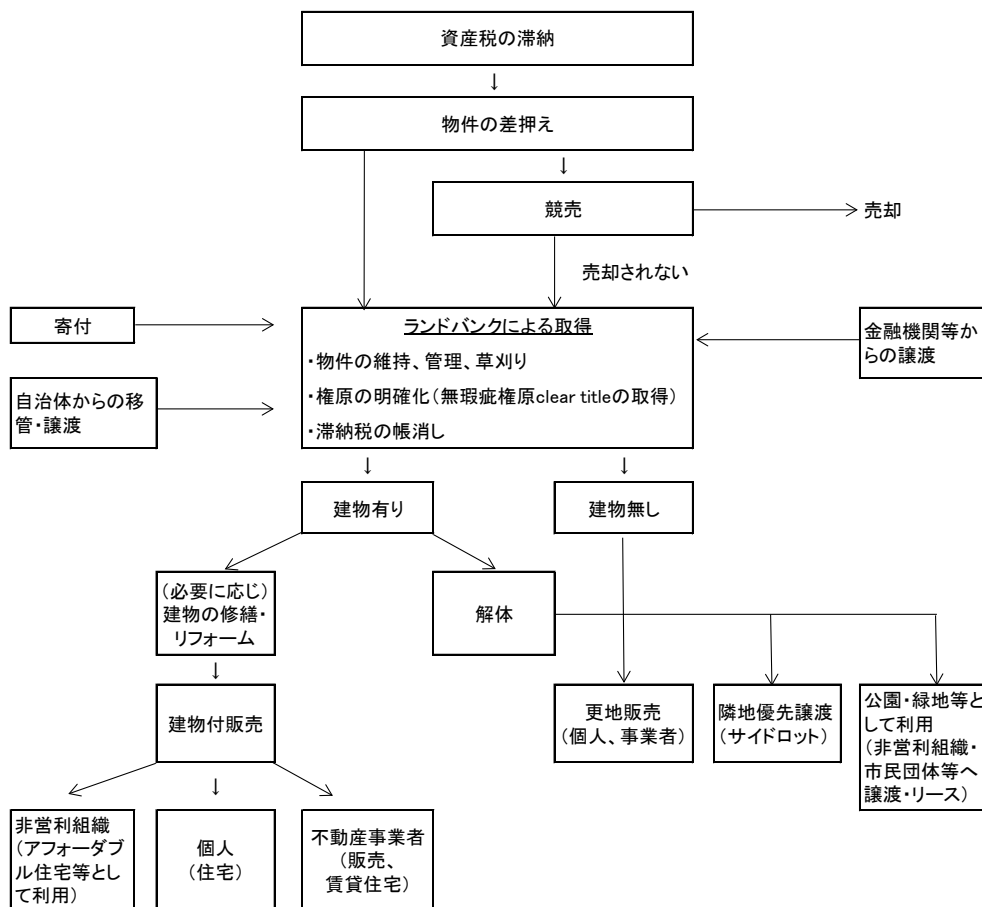 資産税の滞納
↓
物件の差押え
↓
競売
売却
売却されない
寄付
ランドバンクによる取得
・物件の維持、管理、草刈り
・権原の明確化(無瑕疵権原clear titleの取得)
・滞納税の帳消し
金融機関等か
らの譲渡
自治体からの移
管・譲渡
↓
↓
建物有り
建物無し
(必要に応じ)
建物の修繕・
リフォーム
解体
↓
建物付販売
更地販売
(個人、事業者)
隣地優先譲渡
(サイドロット)
公園・緑地等と
して利用
(非営利組織・
市民団体等へ
譲渡・リース)
↓
非営利組織
(アフォーダブ
ル住宅等とし
て利用)
個人
(住宅)
不動産事業者
(販売、
賃貸住宅)